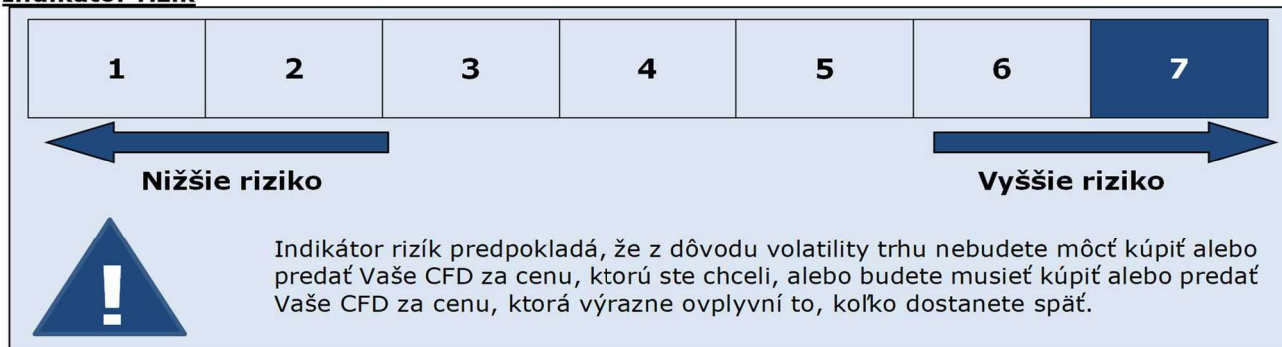 Indikátor rizík
1 2 3 4 5 6 7
Nižšie riziko Vyššie riziko
!
Indikátor rizík predpokladá, že z dôvodu volatility trhu nebudete môcť kúpiť alebo
predať Vaše CFD za cenu, ktorú ste chceli, alebo budete musieť kúpiť alebo predať
Vaše CFD za cenu, ktorá výrazne ovplyvní to, koľko dostanete späť.